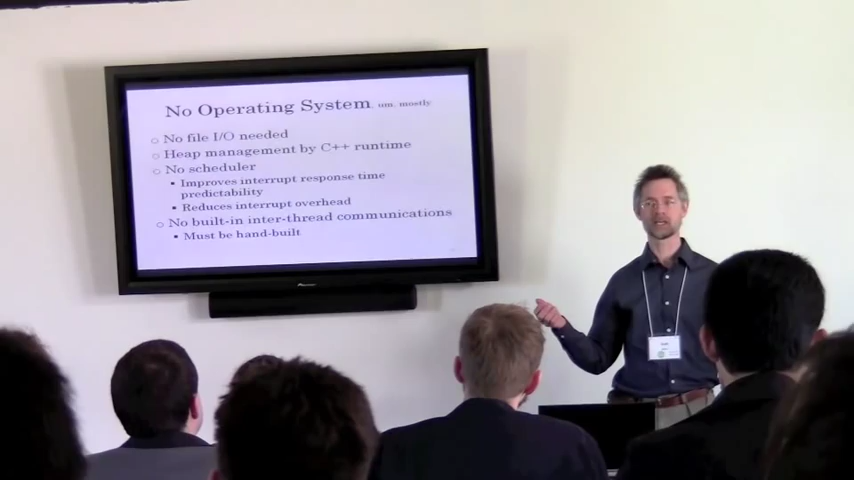 No Operating System, um, mostly
No file I/O needed
Heap management by C++ runtime
No scheduler
Improves interrupt response time
predictability
Reduces interrupt overhead
No built-in inter-thread communications
Must be hand-built